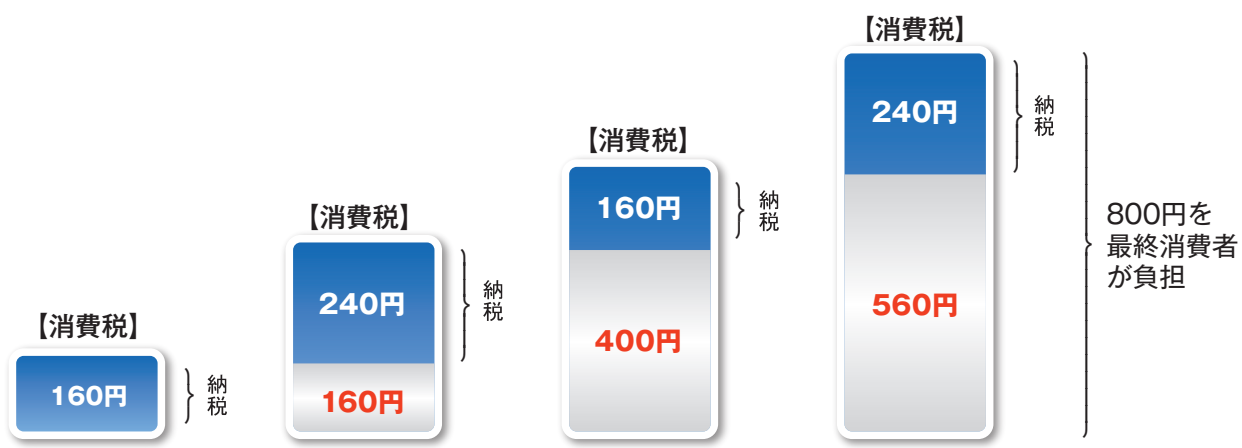 【消費税】
160円
納税
【消費税】
240円
160円
納税
【消費税】
160円
400円
納税
【消費税】
240円
560円
納税
800円を
最終消費者
が負担